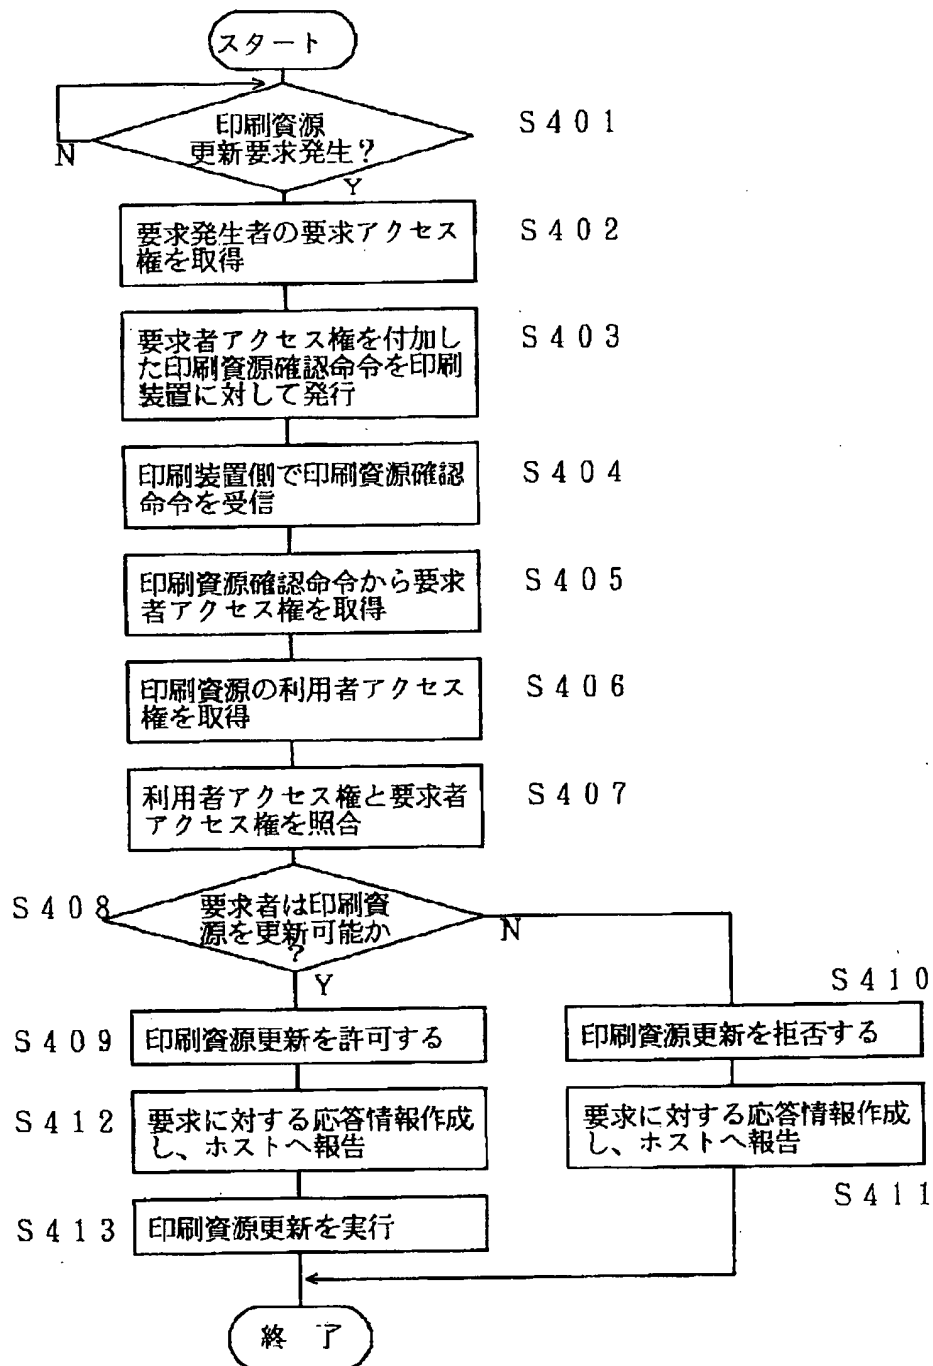 スタート
印刷資源
更新要求発生?
S401
N
Y
要求発生者の要求アクセス
権を取得
S402
要求者アクセス権を付加し
た印刷資源確認命令を印刷
装置に対して発行
S403
印刷装置側で印刷資源確認
命令を受信
S404
印刷資源確認命令から要求
者アクセス権を取得
S405
印刷資源の利用者アクセス
権を取得
S406
利用者アクセス権と要求者
アクセス権を照合
S407
S408
要求者は印刷資
源を更新可能か
?
N
Y
S410
S409
印刷資源更新を許可する
印刷資源更新を拒否する
S412
要求に対する応答情報作成
し、ホストへ報告
要求に対する応答情報作成
し、ホストへ報告
S411
S413
印刷資源更新を実行
終 了